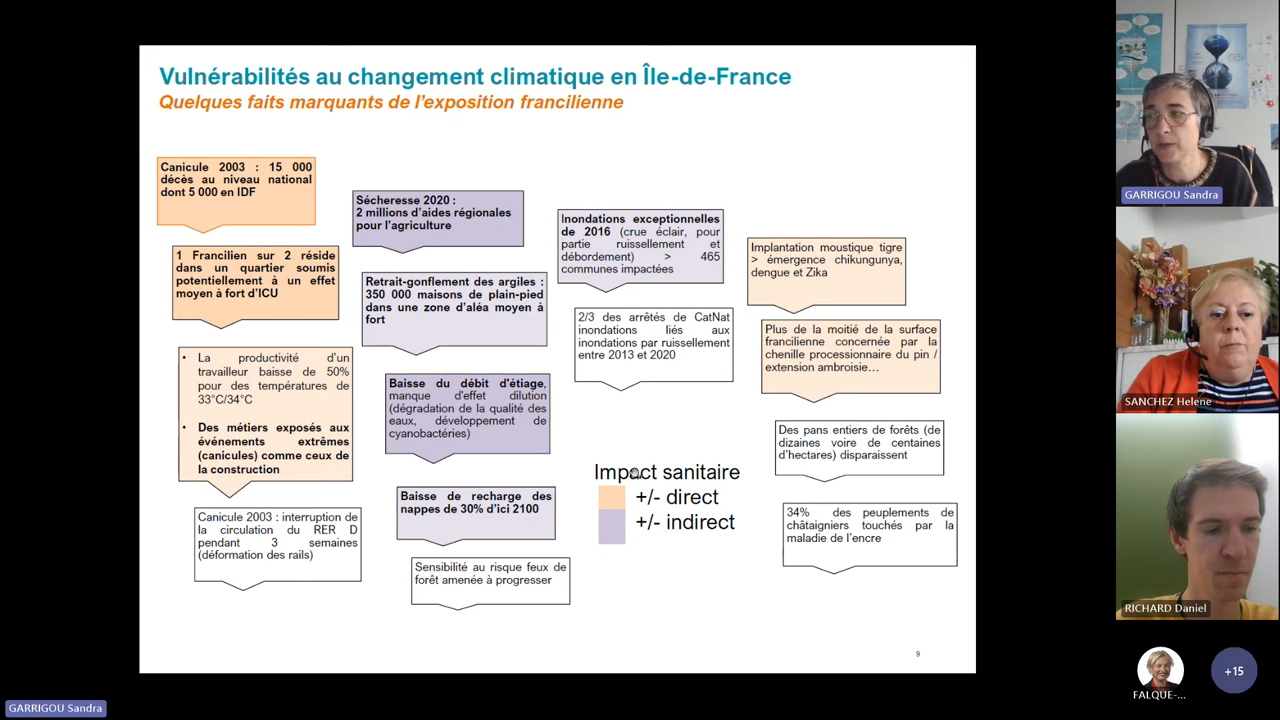 Vulnérabilités au changement climatique en Île-de-France
Quelques faits marquants de l'exposition francilienne
Canicule 2003 : 15 000
décès au niveau national
dont 5 000 en IDF
1 Francilien sur 2 réside
dans un quartier soumis
potentiellement à un effet
moyen à fort d'ICU
• La productivité d'un
travailleur baisse de 50%
pour des températures de
33°C/34°C
• Des métiers exposés aux
événements extrêmes
(canicules) comme ceux de
la construction
Canicule 2003 : interruption de
la circulation du RER D
pendant 3 semaines
(déformation des rails)
Sécheresse 2020 :
2 millions d'aides régionales
pour l'agriculture
Retrait-gonflement des argiles :
350 000 maisons de plain-pied
dans une zone d'aléa moyen à
fort
Baisse du débit d'étiage,
manque d'effet dilution
(dégradation de la qualité des
eaux, développement de
cyanobactéries)
Baisse de recharge des
nappes de 30% d'ici 2100
Sensibilité au risque feux de
forêt amenée à progresser
Inondations exceptionnelles
de 2016 (crue éclair, pour
partie ruissellement et
débordement) > 465
communes impactées
2/3 des arrêtés de CatNat
inondations liés aux
inondations par ruissellement
entre 2013 et 2020
Impact sanitaire
+/- direct
+/- indirect
Implantation moustique tigre
> émergence chikungunya,
dengue et Zika
Plus de la moitié de la surface
francilienne concernée par la
chenille processionnaire du pin /
extension ambroisie…
Des pans entiers de forêts (de
dizaines voire de centaines
d'hectares) disparaissent
34% des peuplements de
châtaigniers touchés par la
maladie de l'encre
9
GARRIGOU Sandra
SANCHEZ Helene
RICHARD Daniel
FALQUE-...
+15
GARRIGOU Sandra